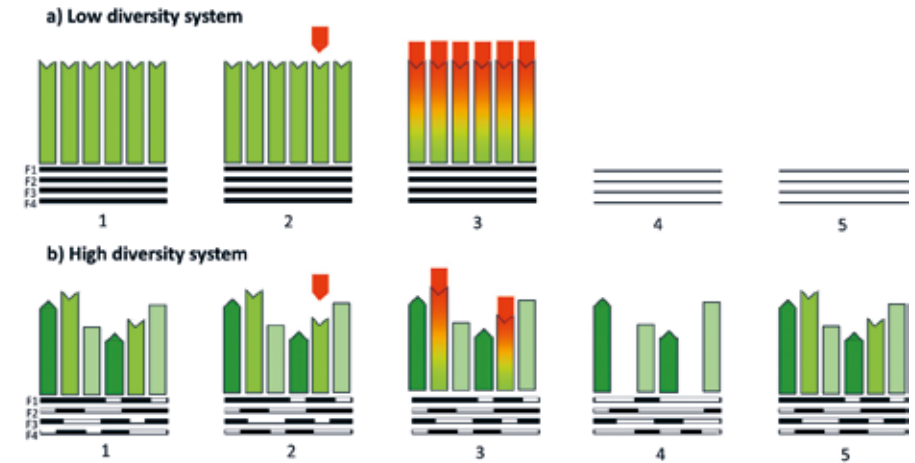 a) Low diversity system
F1
F2
F3
F4
1 2 3 4 5
b) High diversity system
F1
F2
F3
F4
1 2 3 4 5